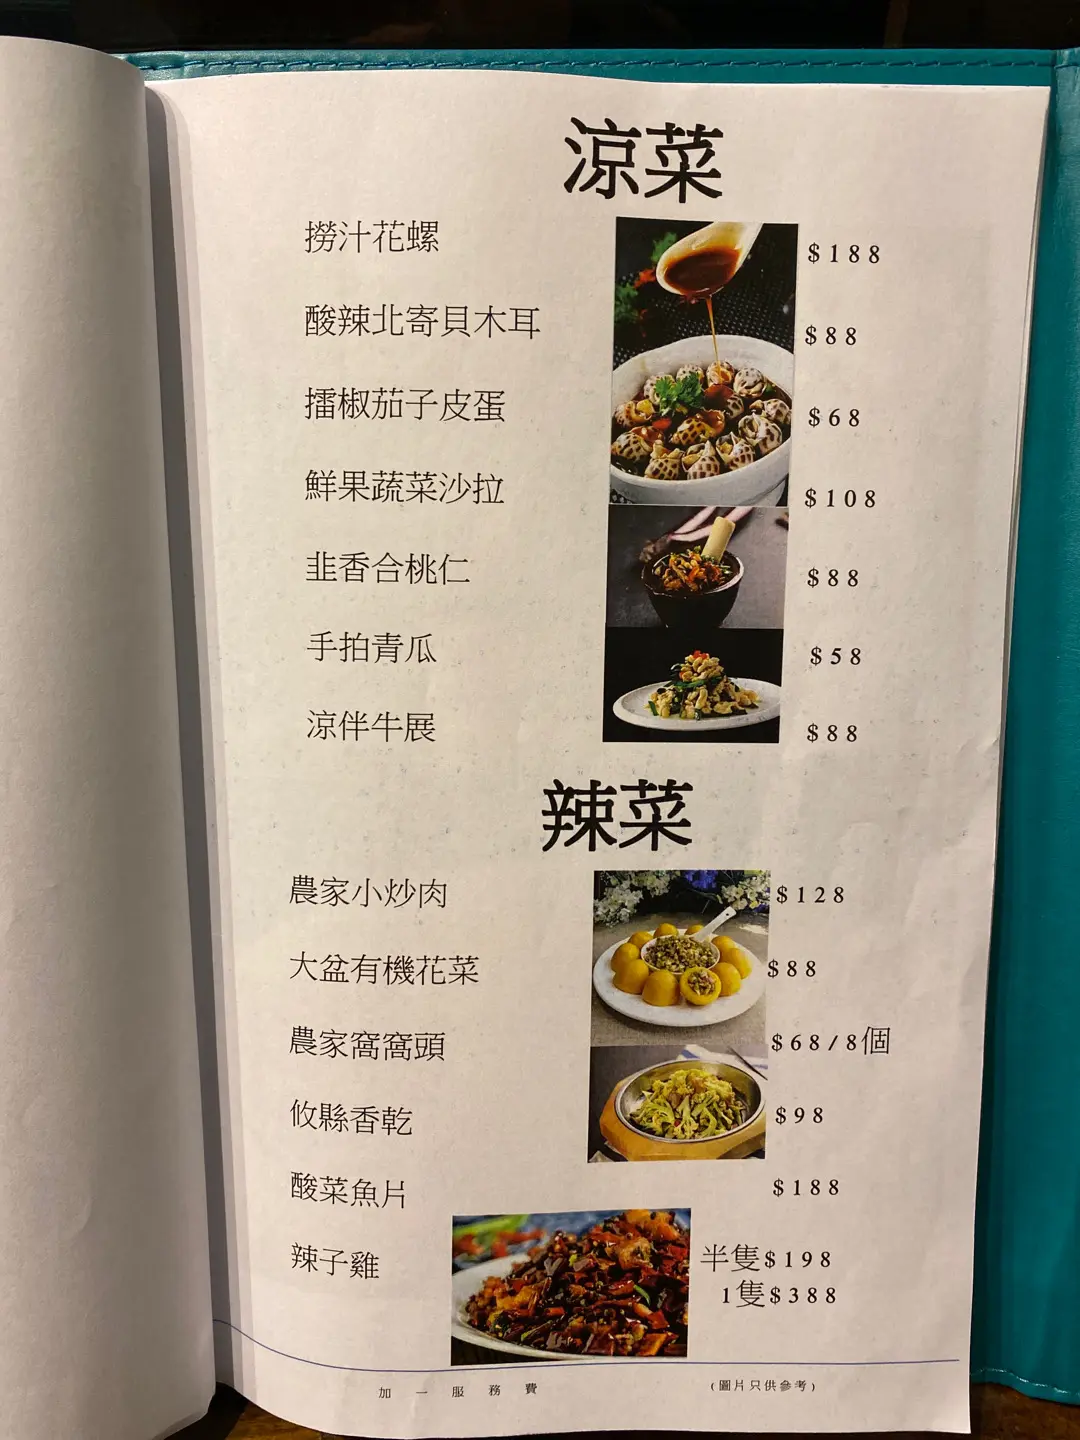 涼菜
撈汁花螺 $188
酸辣北寄貝木耳 $88
擂椒茄子皮蛋 $68
鮮果蔬菜沙拉 $108
韭香合桃仁 $88
手拍青瓜 $58
涼伴牛展 $88
辣菜
農家小炒肉 $128
大盆有機花菜 $88
農家窩窩頭 $68/8個
攸縣香乾 $98
酸菜魚片 $188
辣子雞 半隻$198
1隻$388
加一服務費 (圖片只供參考)